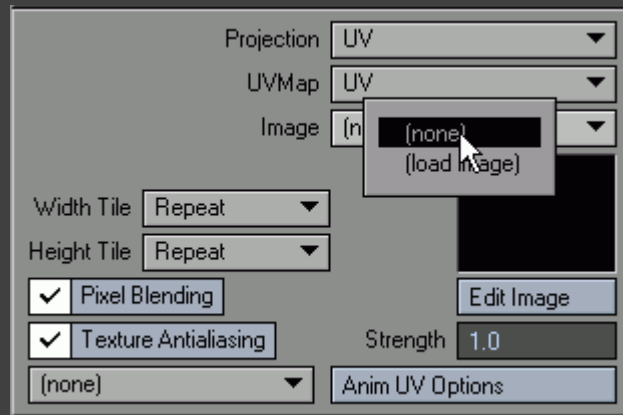 Projection UV
UVMap UV
Image (n
(none)
(load image)
Width Tile Repeat
Height Tile Repeat
Pixel Blending
Edit Image
Texture Antialiasing
Strength 1.0
(none)
Anim UV Options